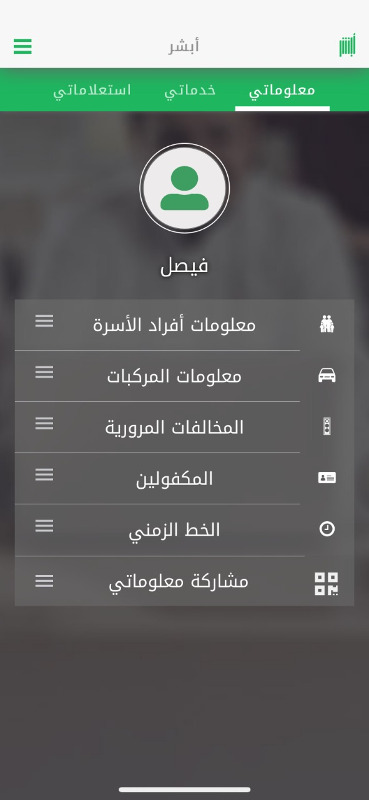 أبشر
معلوماتي خدماتي استعلاماتي
فيصل
معلومات أفراد الأسرة
معلومات المركبات
المخالفات المرورية
المكفولين
الخط الزمني
مشاركة معلوماتي